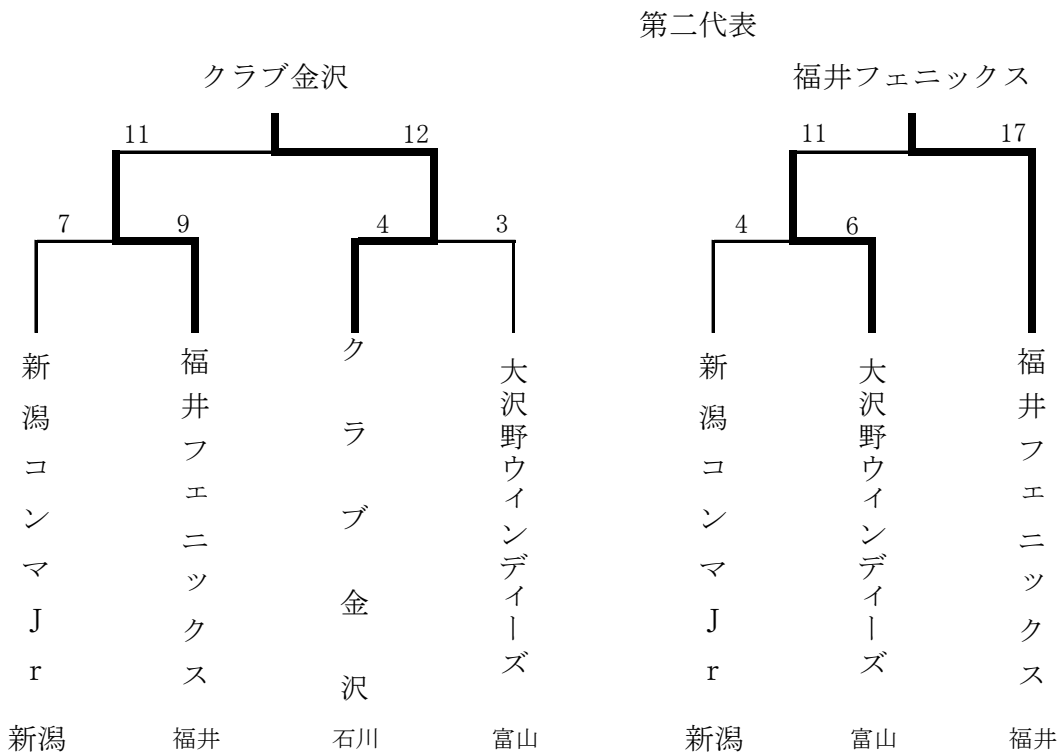 第二代表
クラブ金沢
福井フェニックス
11
12
11
17
7
9
4
3
4
6
新潟コンマJr
福井フェニックス
クラブ金沢
大沢野ウィンディーズ
新潟コンマJr
大沢野ウィンディーズ
福井フェニックス
新潟
福井
石川
富山
新潟
富山
福井